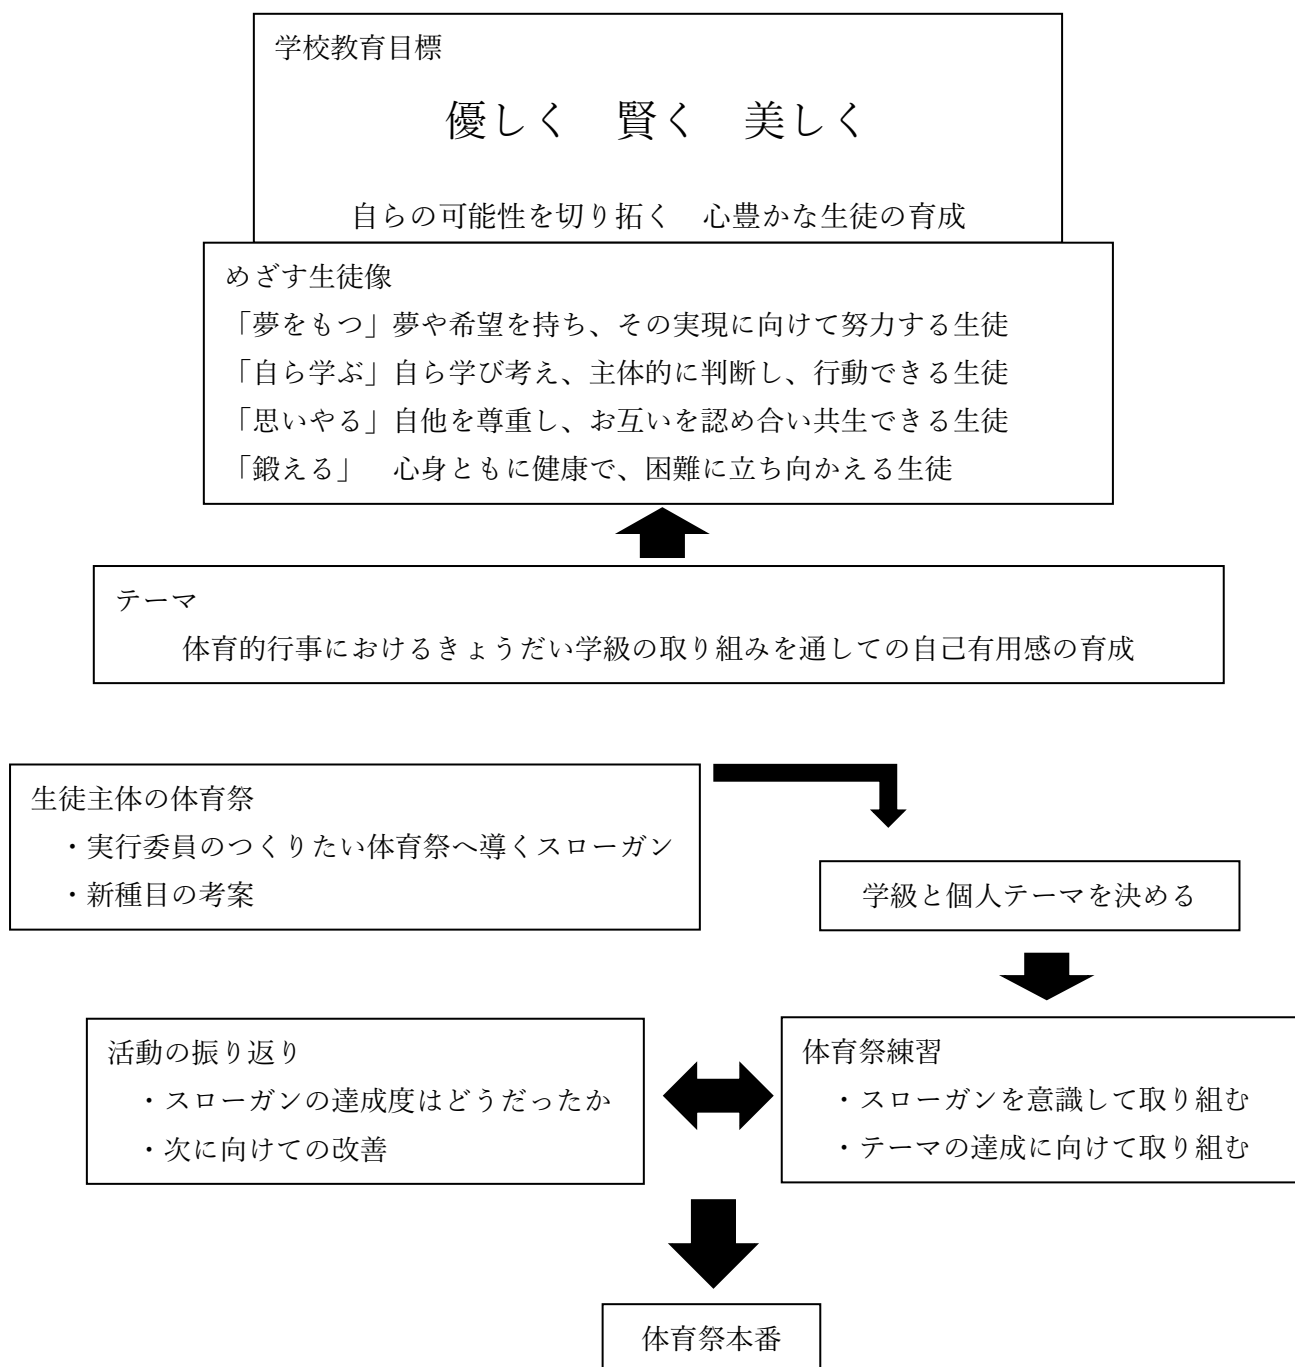 学校教育目標
優しく　賢く　美しく
自らの可能性を切り拓く　心豊かな生徒の育成
めざす生徒像
「夢をもつ」夢や希望を持ち、その実現に向けて努力する生徒
「自ら学ぶ」自ら学び考え、主体的に判断し、行動できる生徒
「思いやる」自他を尊重し、お互いを認め合い共生できる生徒
「鍛える」　心身ともに健康で、困難に立ち向かえる生徒
テーマ
体育的行事におけるきょうだい学級の取り組みを通しての自己有用感の育成
生徒主体の体育祭
・実行委員のつくりたい体育祭へ導くスローガン
・新種目の考案
学級と個人テーマを決める
体育祭練習
・スローガンを意識して取り組む
・テーマの達成に向けて取り組む
活動の振り返り
・スローガンの達成度はどうだったか
・次に向けての改善
体育祭本番